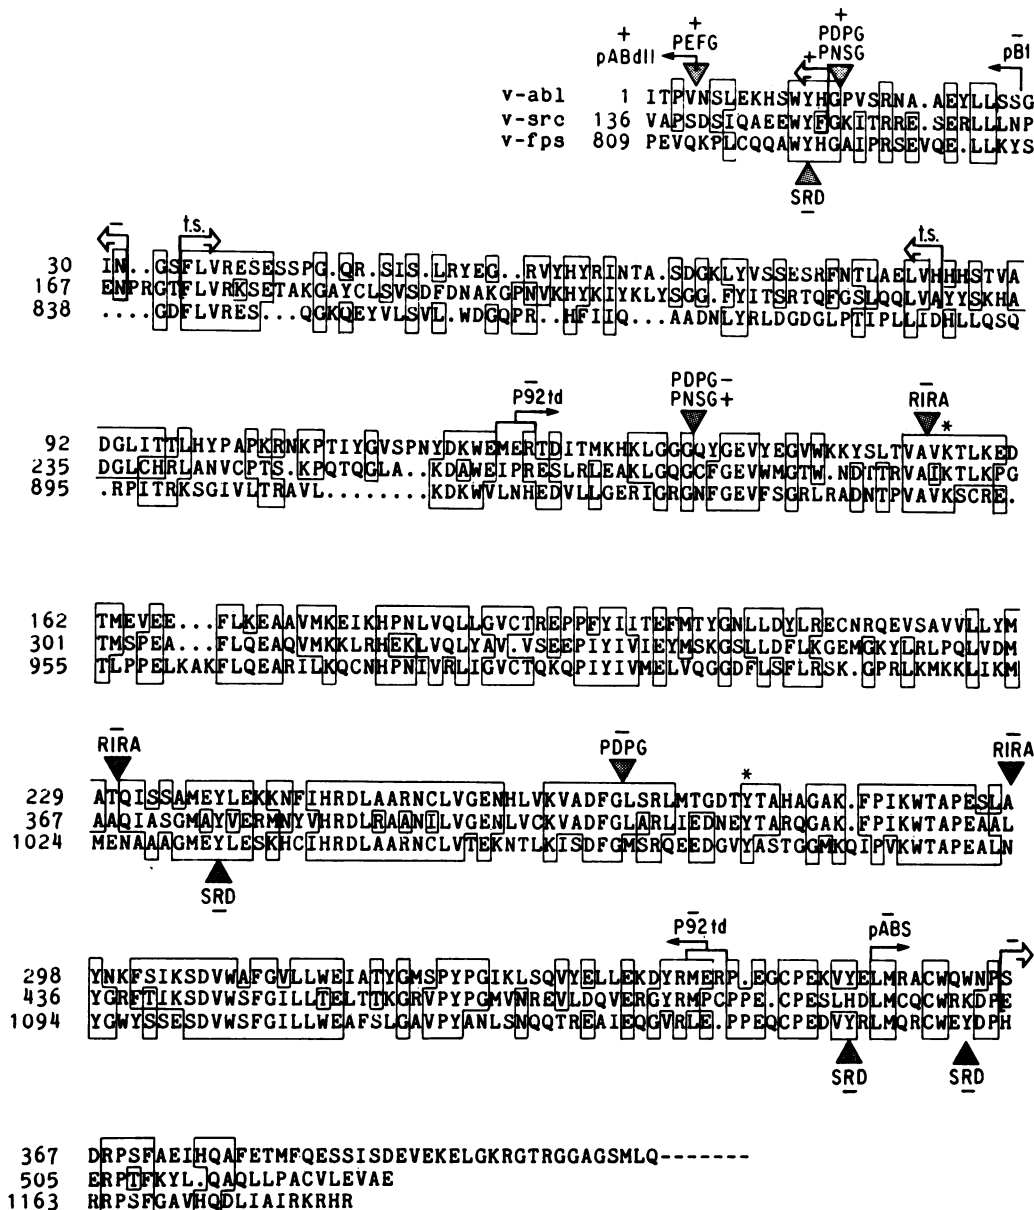 + PDPG
+ + PNSG −
pABdII PEFG + pB1
v-abl 1 ITPVNSLEKHSWYHGPVSRNA.AEYLLSSG
v-src 136 VAPSDSIQAEEWYFGKITRRE.SERLLLNP
v-fps 809 PEVQKPLCQQAWYHGAIPRSEVQE.LLKYS
SRD
−
− t.s. t.s.
30 IN..GSFLVRESESSPG.QR.SIS.LRYEG..RVYHYRINTA.SDGKLYVSSESRFNTLAELVHHHSTVA
167 ENPRGTFLVRKSETAKGAYCLSVSDFDNAKGPNVKHYKIYKLYSGG.FYITSRTQFGSLQQLVAYYSKHA
838 ....GDFLVRES...QGKQEYVLSVL.WDGQPR..HFIIQ...AADNLYRLDGDGLPTIPLLIDHLLQSQ
− PDPG− −
P92td PNSG+ RIRA
*
92 DGLITTLHYPAPKRNKPTIYGVSPNYDKWEMERTDITMKHKLGGGQYGEVYEGVWKKYSLTVAVKTLKED
235 DGLCHRLANVCPTS.KPQTQGLA..KDAWEIPRESLRLEAKLGQGCFGEVWMGTW.NDTTRVAIKTLKPG
895 .RPITRKSGIVLTRAVL........KDKWVLNHEDVLLGERIGRGNFGEVFSGRLRADNTPVAVKSCRE.
162 TMEVEE...FLKEAAVMKEIKHPNLVQLLGVCTREPPFYIITEFMTYGNLLDYLRECNRQEVSAVVLLYM
301 TMSPEA...FLQEAQVMKKLRHEKLVQLYAV.VSEEPIYIVIEYMSKGSLLDFLKGEMGKYLRLPQLVDM
955 TLPPELKAKFLQEARILKQCNHPNIVRLIGVCTQKQPIYIVMELVQGGDFLSFLRSK.GPRLKMKKLIKM
− − −
RIRA PDPG RIRA
*
229 ATQISSAMEYLEKKNFIHRDLAARNCLVGENHLVKVADFGLSRLMTGDTYTAHAGAK.FPIKWTAPESLA
367 AAQIASGMAYVERMNYVHRDLRAANILVGENLVCKVADFGLARLIEDNEYTARQGAK.FPIKWTAPEAAL
1024 MENAAAGMEYLESKHCIHRDLAARNCLVTEKNTLKISDFGMSRQEEDGVYASTGGMKQIPVKWTAPEALN
SRD
−
− − −
P92td pABS
298 YNKFSIKSDVWAFGVLLWEIATYGMSPYPGIKLSQVYELLEKDYRMERP.EGCPEKVYELMRACWQWNPS
436 YGRFTIKSDVWSFGILLTELTTKGRVPYPGMVNREVLDQVERGYRMPCPPE.CPESLHDLMCQCWRKDPE
1094 YGWYSSESDVWSFGILLWEAFSLGAVPYANLSNQQTREAIEQGVRLE.PPEQCPEDVYRLMQRCWEYDPH
SRD SRD
− −
367 DRPSFAEIHQAFETMFQESSISDEVEKELGKRGTRGGAGSMLQ-------
505 ERPTFKYL.QAQLLPACVLEVAE
1163 RRPSFGAVHQDLIAIRKRHR